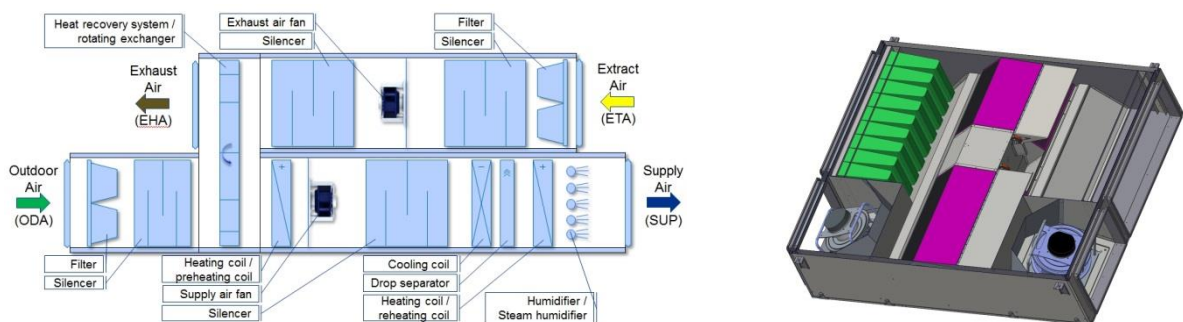 Heat recovery system /
rotating exchanger
Exhaust air fan
Silencer
Filter
Silencer
Exhaust
Air
(EHA)
Extract
Air
(ETA)
Outdoor
Air
(ODA)
Supply
Air
(SUP)
+
−
+
Filter
Silencer
Heating coil /
preheating coil
Supply air fan
Silencer
Cooling coil
Drop separator
Heating coil /
reheating coil
Humidifier /
Steam humidifier